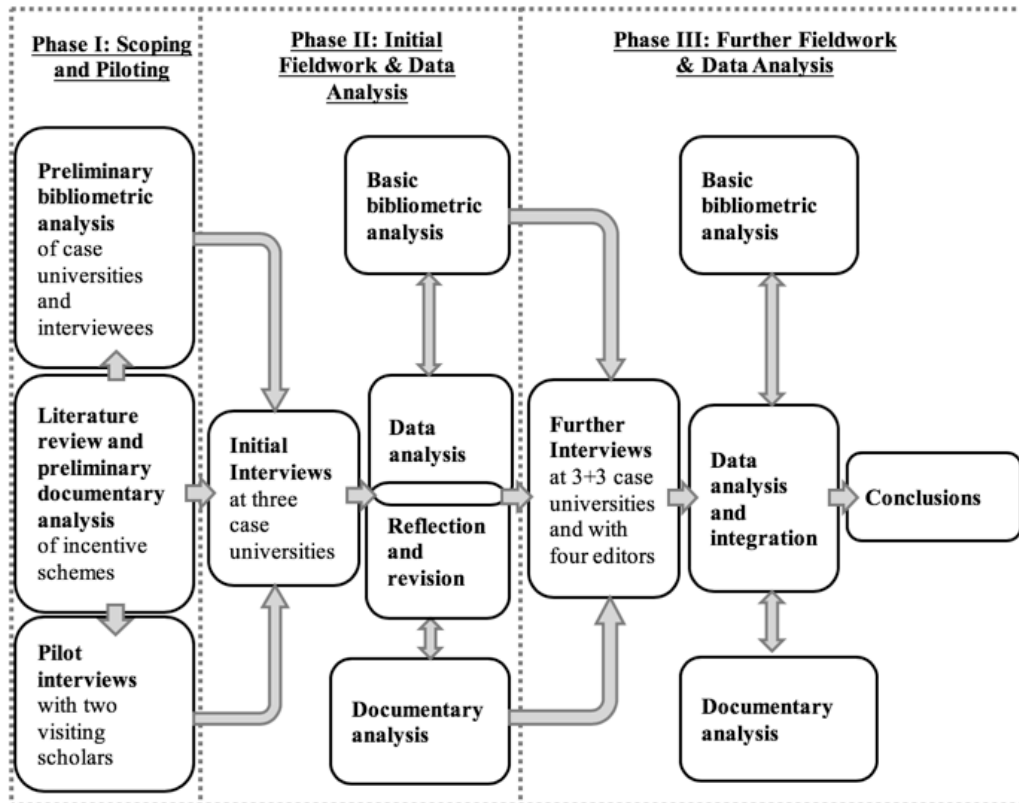 Phase I: Scoping
and Piloting
Preliminary
bibliometric
analysis
of case
universities
and
interviewees
Literature
review and
preliminary
documentary
analysis
of incentive
schemes
Pilot
interviews
with two
visiting
scholars
Phase II: Initial
Fieldwork & Data
Analysis
Initial
Interviews
at three
case
universities
Basic
bibliometric
analysis
Data
analysis
Reflection
and
revision
Documentary
analysis
Phase III: Further Fieldwork
& Data Analysis
Further
Interviews
at 3+3 case
universities
and with
four editors
Basic
bibliometric
analysis
Data
analysis
and
integration
Documentary
analysis
Conclusions